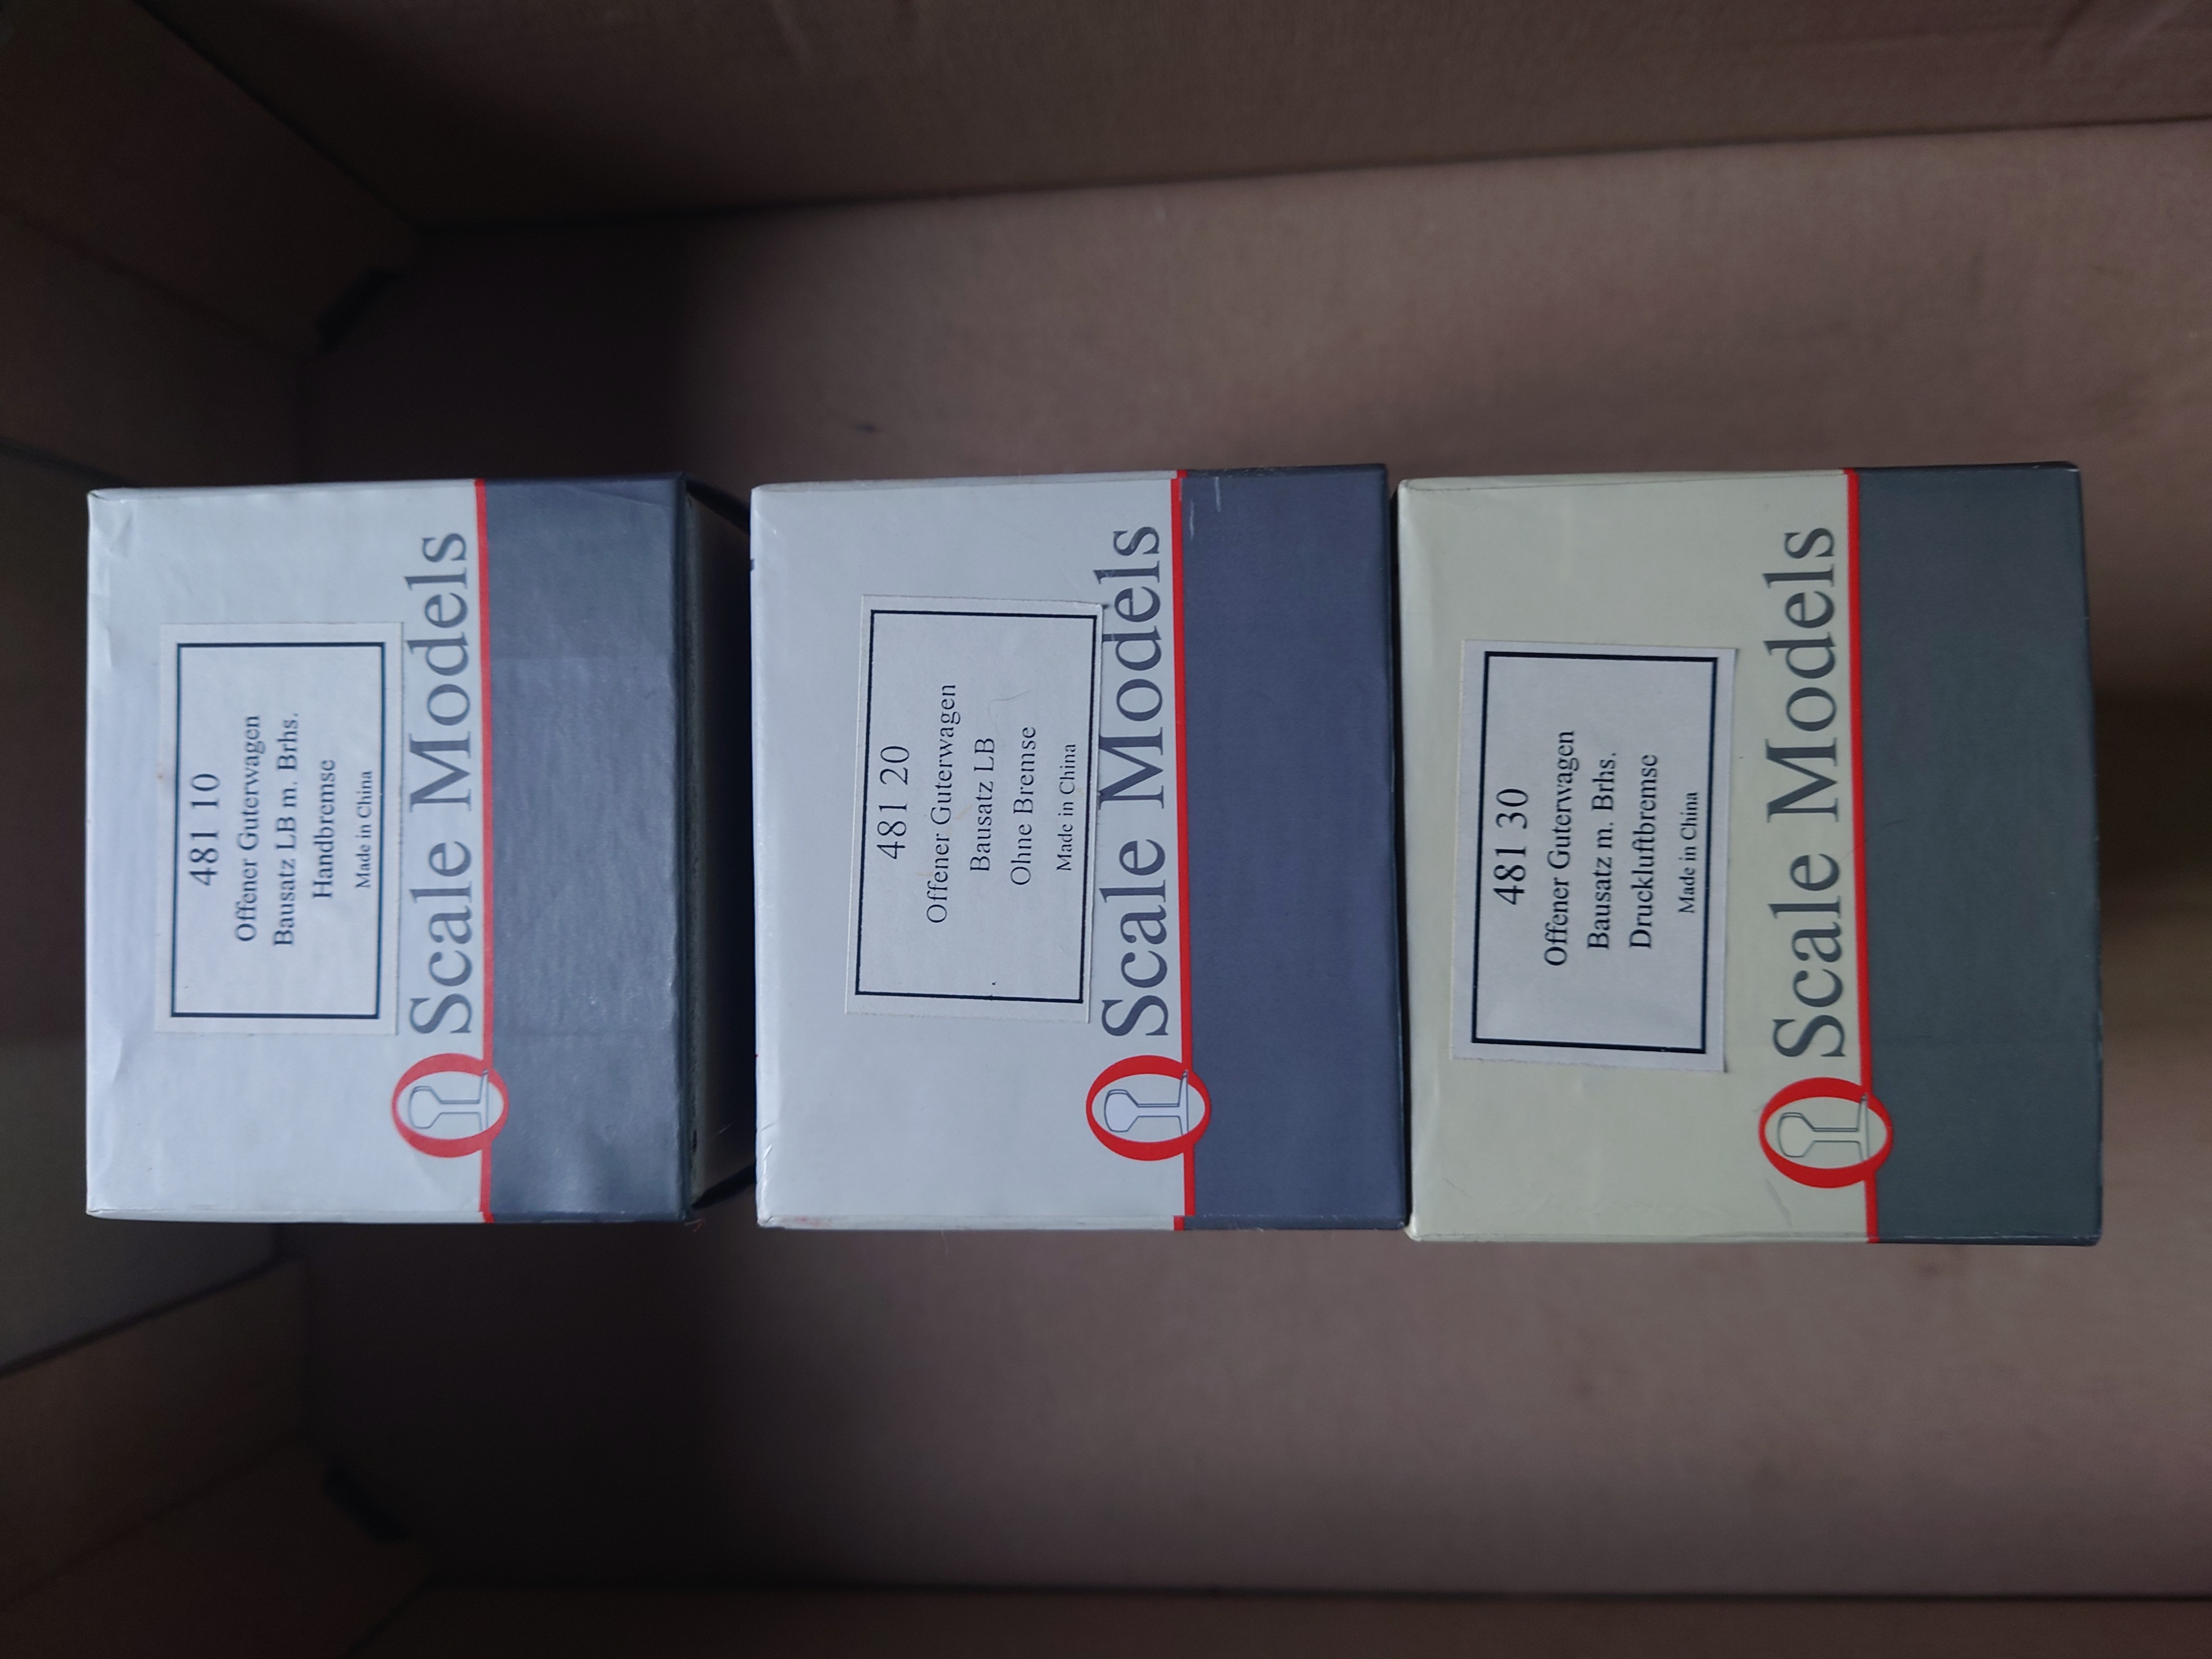 481 10
Offener Guterwagen
Bausatz LB m. Brhs.
Handbremse
Made in China
O Scale Models
481 20
Offener Guterwagen
Bausatz LB
Ohne Bremse
Made in China
O Scale Models
481 30
Offener Guterwagen
Bausatz m. Brhs.
Druckluftbremse
Made in China
O Scale Models